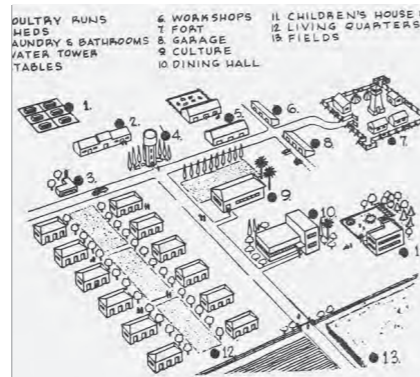 OULTRY RUNS 6. WORKSHOPS 11. CHILDREN'S HOUSE
HEDS 7. FORT 12 LIVING QUARTERS
AUNDRY & BATHROOMS 8. GARAGE 13. FIELDS
WATER TOWER 9 CULTURE
TABLES 10. DINING HALL
1.
2.
3.
4.
5.
6.
7.
8.
9.
10.
1
12
13.